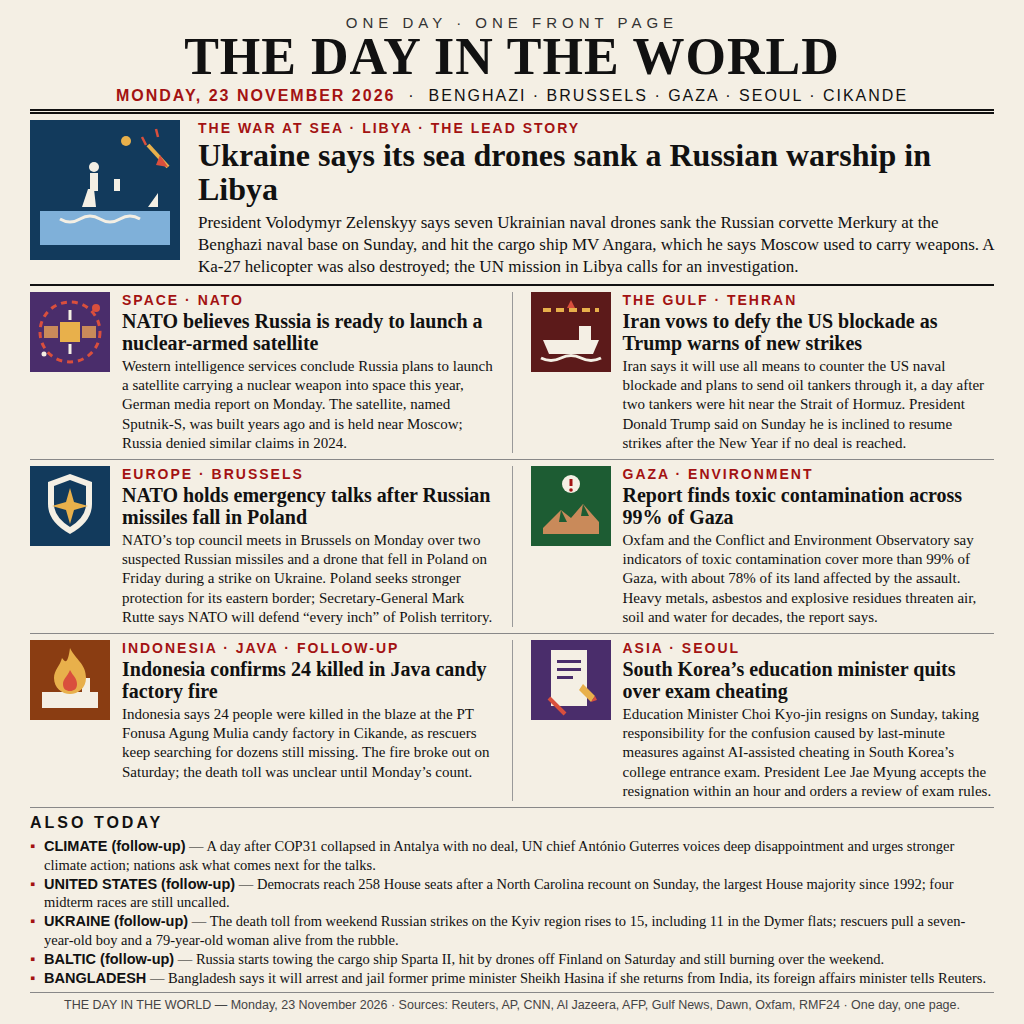 ONE DAY · ONE FRONT PAGE
THE DAY IN THE WORLD
MONDAY, 23 NOVEMBER 2026 · BENGHAZI · BRUSSELS · GAZA · SEOUL · CIKANDE
THE WAR AT SEA · LIBYA · THE LEAD STORY
Ukraine says its sea drones sank a Russian warship in
Libya
President Volodymyr Zelenskyy says seven Ukrainian naval drones sank the Russian corvette Merkury at the
Benghazi naval base on Sunday, and hit the cargo ship MV Angara, which he says Moscow used to carry weapons. A
Ka-27 helicopter was also destroyed; the UN mission in Libya calls for an investigation.
SPACE · NATO
NATO believes Russia is ready to launch a
nuclear-armed satellite
Western intelligence services conclude Russia plans to launch
a satellite carrying a nuclear weapon into space this year,
German media report on Monday. The satellite, named
Sputnik-S, was built years ago and is held near Moscow;
Russia denied similar claims in 2024.
THE GULF · TEHRAN
Iran vows to defy the US blockade as
Trump warns of new strikes
Iran says it will use all means to counter the US naval
blockade and plans to send oil tankers through it, a day after
two tankers were hit near the Strait of Hormuz. President
Donald Trump said on Sunday he is inclined to resume
strikes after the New Year if no deal is reached.
EUROPE · BRUSSELS
NATO holds emergency talks after Russian
missiles fall in Poland
NATO’s top council meets in Brussels on Monday over two
suspected Russian missiles and a drone that fell in Poland on
Friday during a strike on Ukraine. Poland seeks stronger
protection for its eastern border; Secretary-General Mark
Rutte says NATO will defend “every inch” of Polish territory.
GAZA · ENVIRONMENT
Report finds toxic contamination across
99% of Gaza
Oxfam and the Conflict and Environment Observatory say
indicators of toxic contamination cover more than 99% of
Gaza, with about 78% of its land affected by the assault.
Heavy metals, asbestos and explosive residues threaten air,
soil and water for decades, the report says.
INDONESIA · JAVA · FOLLOW-UP
Indonesia confirms 24 killed in Java candy
factory fire
Indonesia says 24 people were killed in the blaze at the PT
Fonusa Agung Mulia candy factory in Cikande, as rescuers
keep searching for dozens still missing. The fire broke out on
Saturday; the death toll was unclear until Monday’s count.
ASIA · SEOUL
South Korea’s education minister quits
over exam cheating
Education Minister Choi Kyo-jin resigns on Sunday, taking
responsibility for the confusion caused by last-minute
measures against AI-assisted cheating in South Korea’s
college entrance exam. President Lee Jae Myung accepts the
resignation within an hour and orders a review of exam rules.
ALSO TODAY
▪ CLIMATE (follow-up) — A day after COP31 collapsed in Antalya with no deal, UN chief António Guterres voices deep disappointment and urges stronger
climate action; nations ask what comes next for the talks.
▪ UNITED STATES (follow-up) — Democrats reach 258 House seats after a North Carolina recount on Sunday, the largest House majority since 1992; four
midterm races are still uncalled.
▪ UKRAINE (follow-up) — The death toll from weekend Russian strikes on the Kyiv region rises to 15, including 11 in the Dymer flats; rescuers pull a seven-
year-old boy and a 79-year-old woman alive from the rubble.
▪ BALTIC (follow-up) — Russia starts towing the cargo ship Sparta II, hit by drones off Finland on Saturday and still burning over the weekend.
▪ BANGLADESH — Bangladesh says it will arrest and jail former prime minister Sheikh Hasina if she returns from India, its foreign affairs minister tells Reuters.
THE DAY IN THE WORLD — Monday, 23 November 2026 · Sources: Reuters, AP, CNN, Al Jazeera, AFP, Gulf News, Dawn, Oxfam, RMF24 · One day, one page.